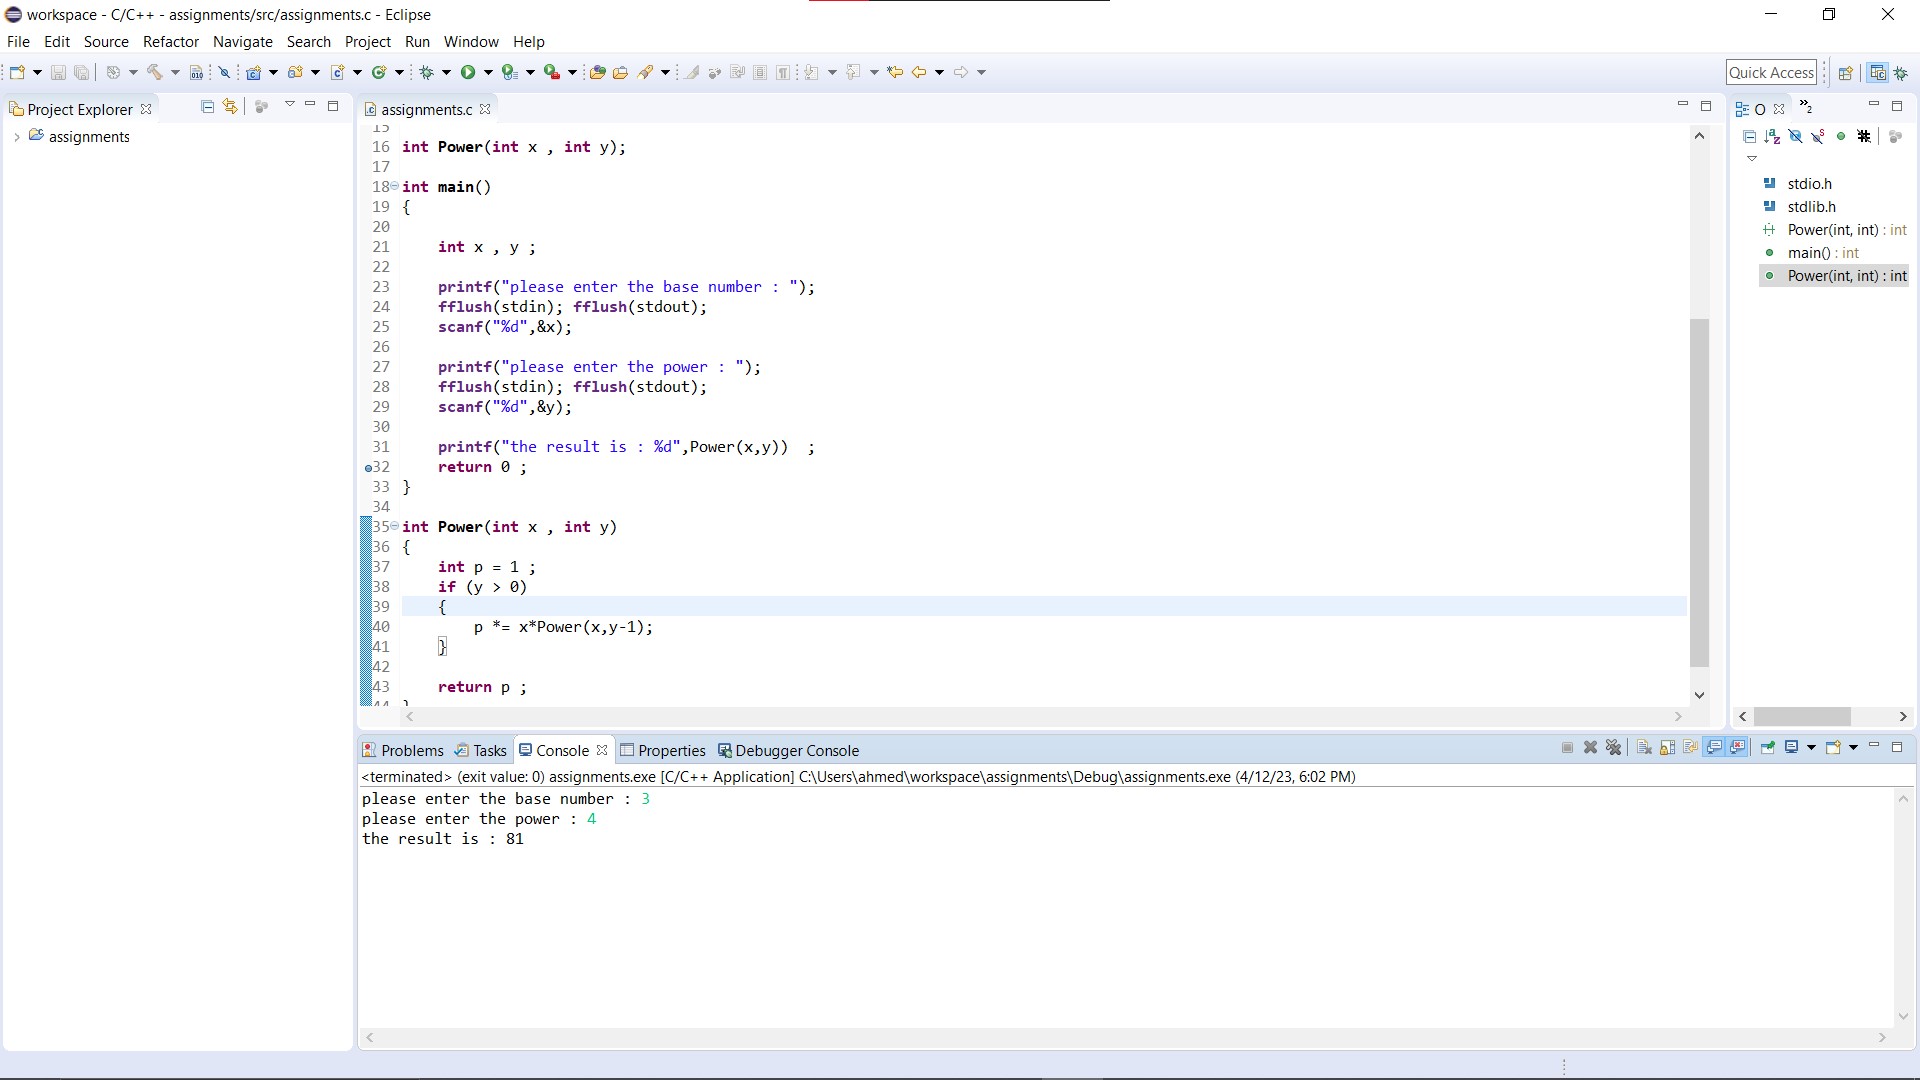 workspace - C/C++ - assignments/src/assignments.c - Eclipse
File Edit Source Refactor Navigate Search Project Run Window Help
Quick Access
Project Explorer
assignments
assignments.c
15
16 int Power(int x , int y);
17
18 int main()
19 {
20
21 int x , y ;
22
23 printf("please enter the base number : ");
24 fflush(stdin); fflush(stdout);
25 scanf("%d",&x);
26
27 printf("please enter the power : ");
28 fflush(stdin); fflush(stdout);
29 scanf("%d",&y);
30
31 printf("the result is : %d",Power(x,y)) ;
32 return 0 ;
33 }
34
35 int Power(int x , int y)
36 {
37 int p = 1 ;
38 if (y > 0)
39 {
40 p *= x*Power(x,y-1);
41 }
42
43 return p ;
44 }
O
»2
stdio.h
stdlib.h
Power(int, int) : int
main() : int
Power(int, int) : int
Problems Tasks Console Properties Debugger Console
<terminated> (exit value: 0) assignments.exe [C/C++ Application] C:\Users\ahmed\workspace\assignments\Debug\assignments.exe (4/12/23, 6:02 PM)
please enter the base number : 3
please enter the power : 4
the result is : 81